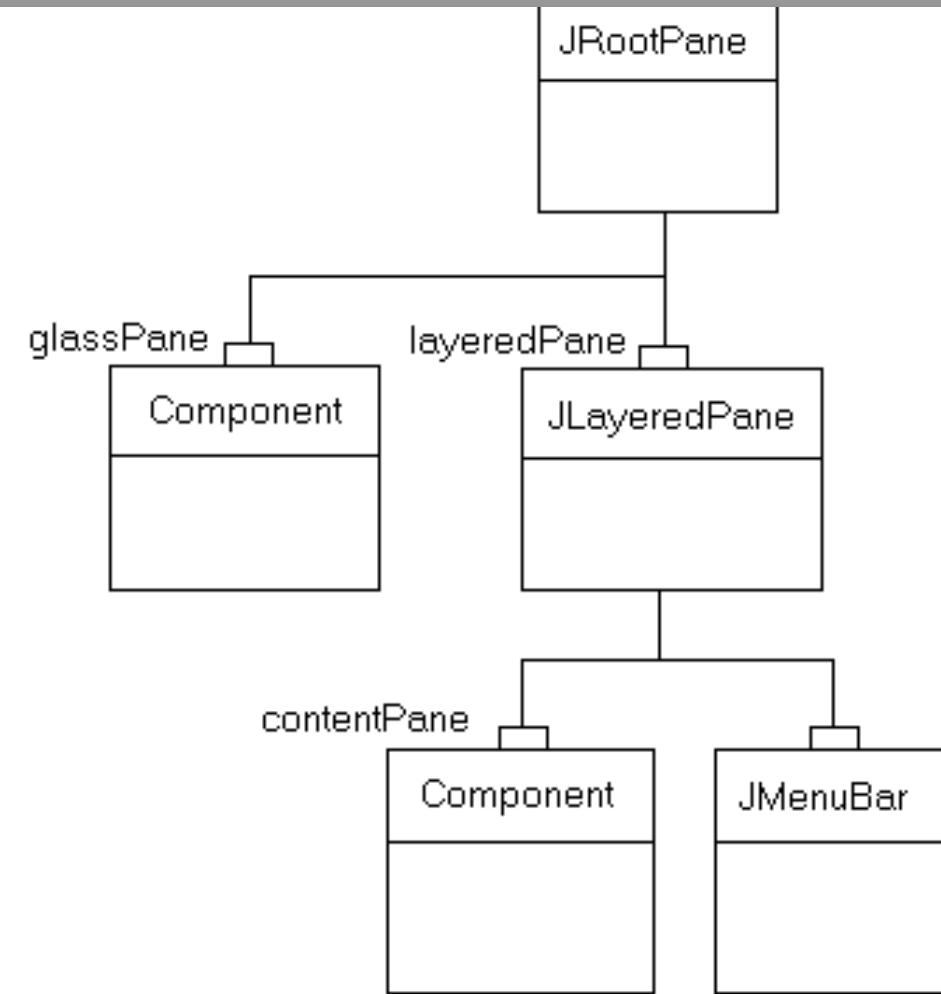 JRootPane
glassPane
layeredPane
Component
JLayeredPane
contentPane
Component
JMenuBar